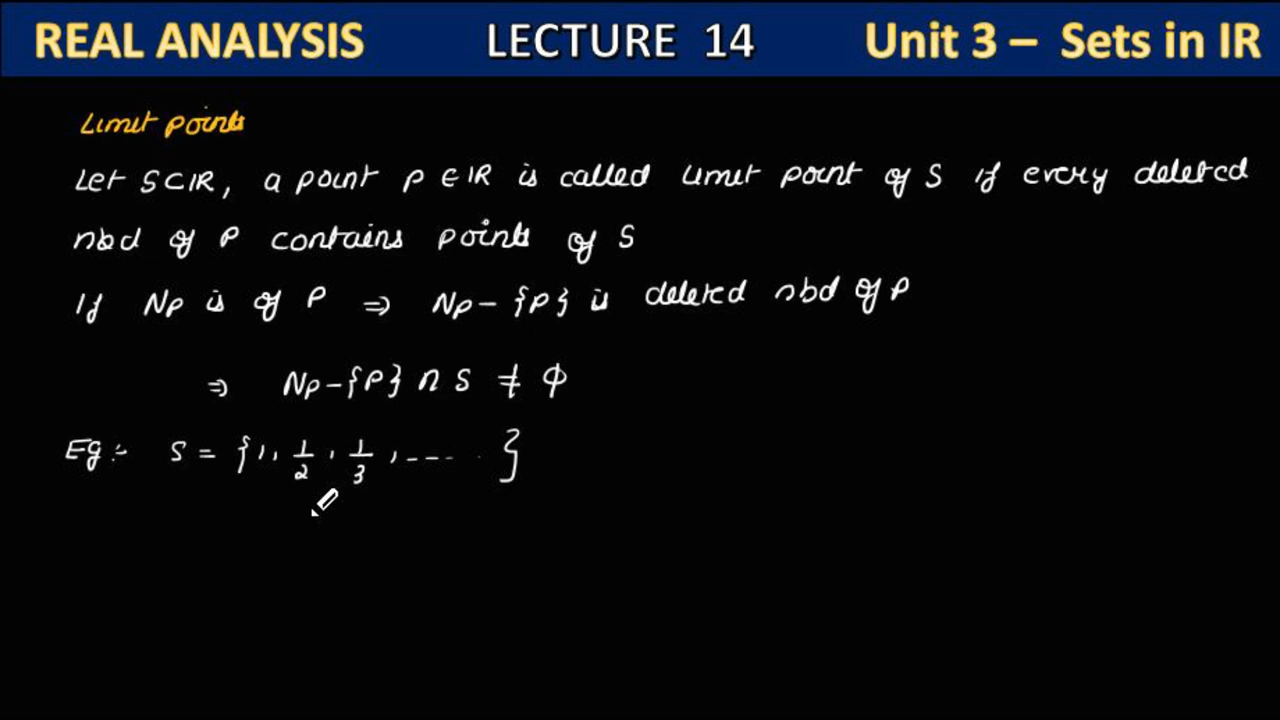 REAL ANALYSIS LECTURE 14 Unit 3 – Sets in IR
Limit points
Let S⊂IR, a point p ∈ IR is called limit point of S if every deleted
nbd of P contains points of S
If Np is of P ⇒ Np – {P} is deleted nbd of P
⇒ Np – {P} ∩ S ≠ ϕ
Eg :- S = {1, 1/2, 1/3, ---- . }